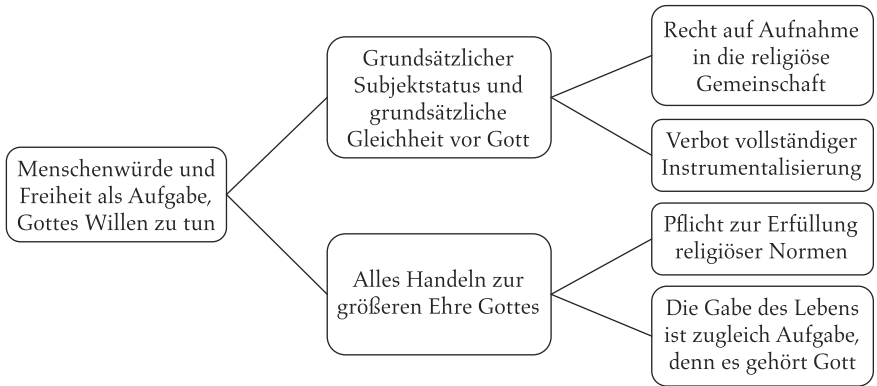 Menschenwürde und
Freiheit als Aufgabe,
Gottes Willen zu tun
Grundsätzlicher
Subjektstatus und
grundsätzliche
Gleichheit vor Gott
Alles Handeln zur
größeren Ehre Gottes
Recht auf Aufnahme
in die religiöse
Gemeinschaft
Verbot vollständiger
Instrumentalisierung
Pflicht zur Erfüllung
religiöser Normen
Die Gabe des Lebens
ist zugleich Aufgabe,
denn es gehört Gott